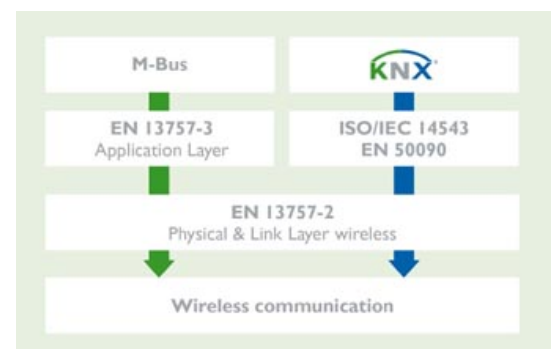 M-Bus
KNX®
EN 13757-3
Application Layer
ISO/IEC 14543
EN 50090
EN 13757-2
Physical & Link Layer wireless
Wireless communication